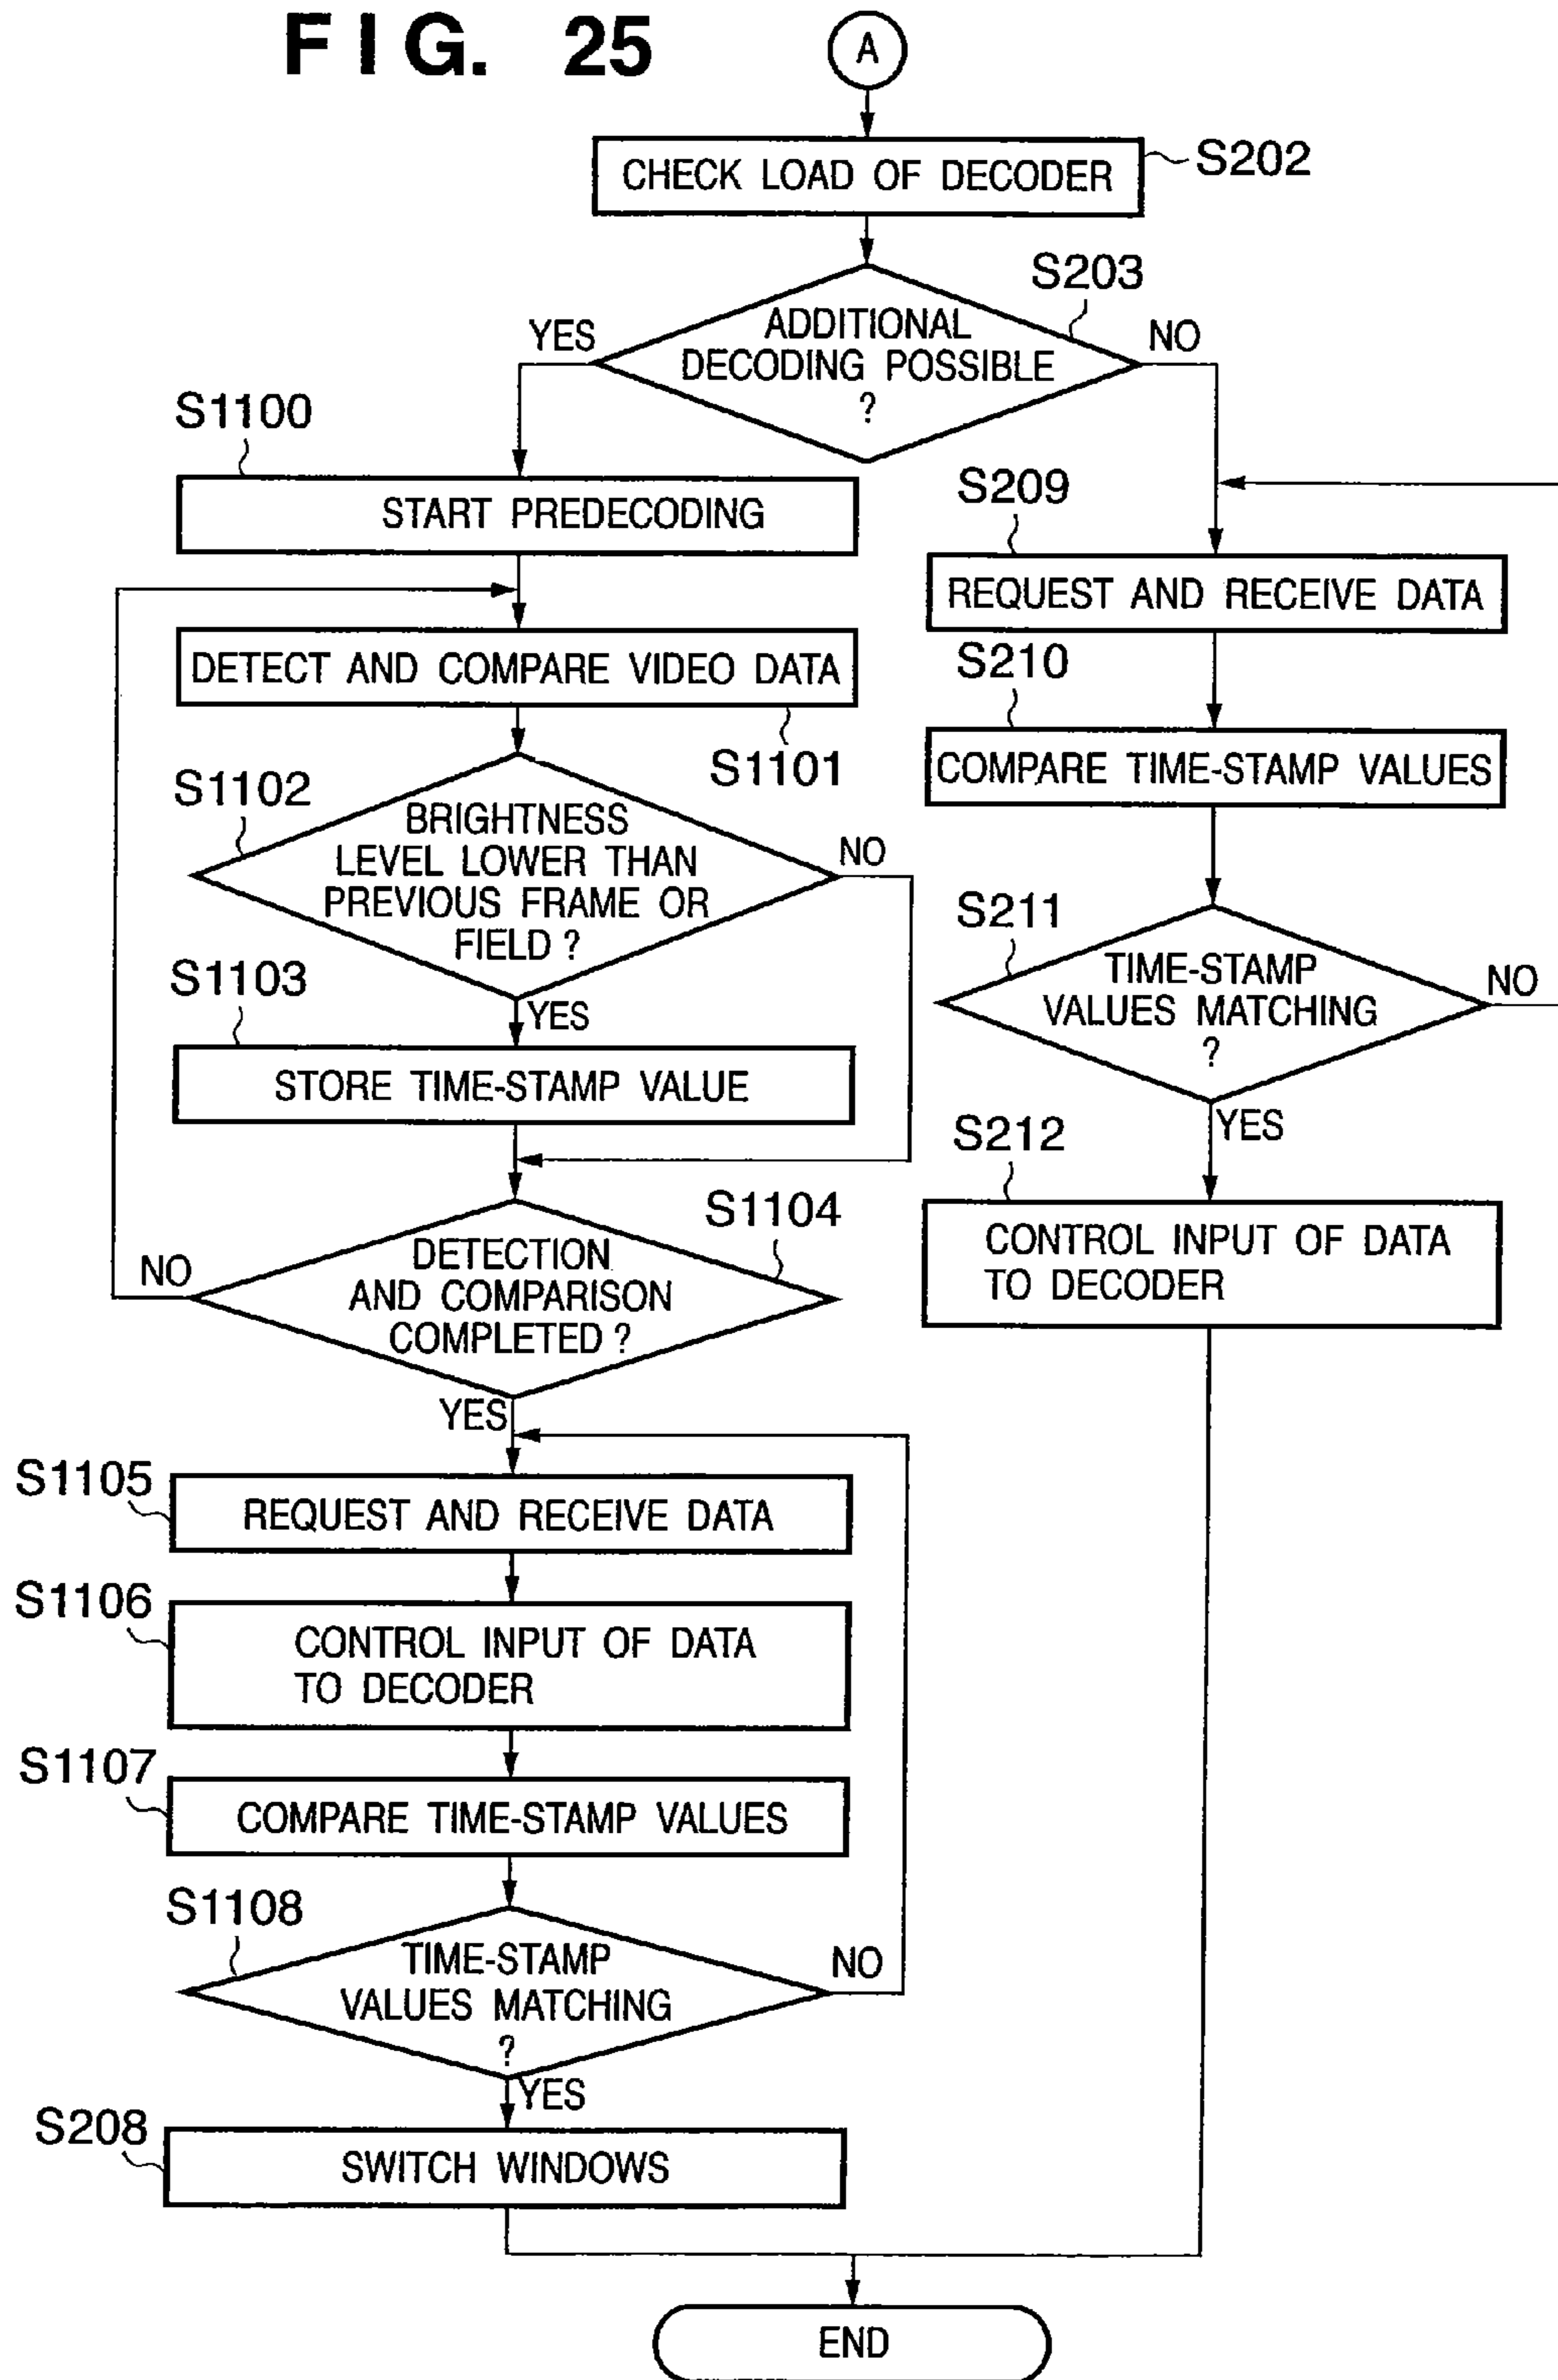 FIG. 25
A
CHECK LOAD OF DECODER
S202
S203
ADDITIONAL
DECODING POSSIBLE
?
YES
NO
S1100
START PREDECODING
S209
REQUEST AND RECEIVE DATA
DETECT AND COMPARE VIDEO DATA
S1101
S210
COMPARE TIME-STAMP VALUES
S1102
BRIGHTNESS
LEVEL LOWER THAN
PREVIOUS FRAME OR
FIELD ?
NO
YES
S211
TIME-STAMP
VALUES MATCHING
?
NO
YES
S1103
STORE TIME-STAMP VALUE
S212
CONTROL INPUT OF DATA
TO DECODER
S1104
DETECTION
AND COMPARISON
COMPLETED ?
NO
YES
S1105
REQUEST AND RECEIVE DATA
S1106
CONTROL INPUT OF DATA
TO DECODER
S1107
COMPARE TIME-STAMP VALUES
S1108
TIME-STAMP
VALUES MATCHING
?
NO
YES
S208
SWITCH WINDOWS
END